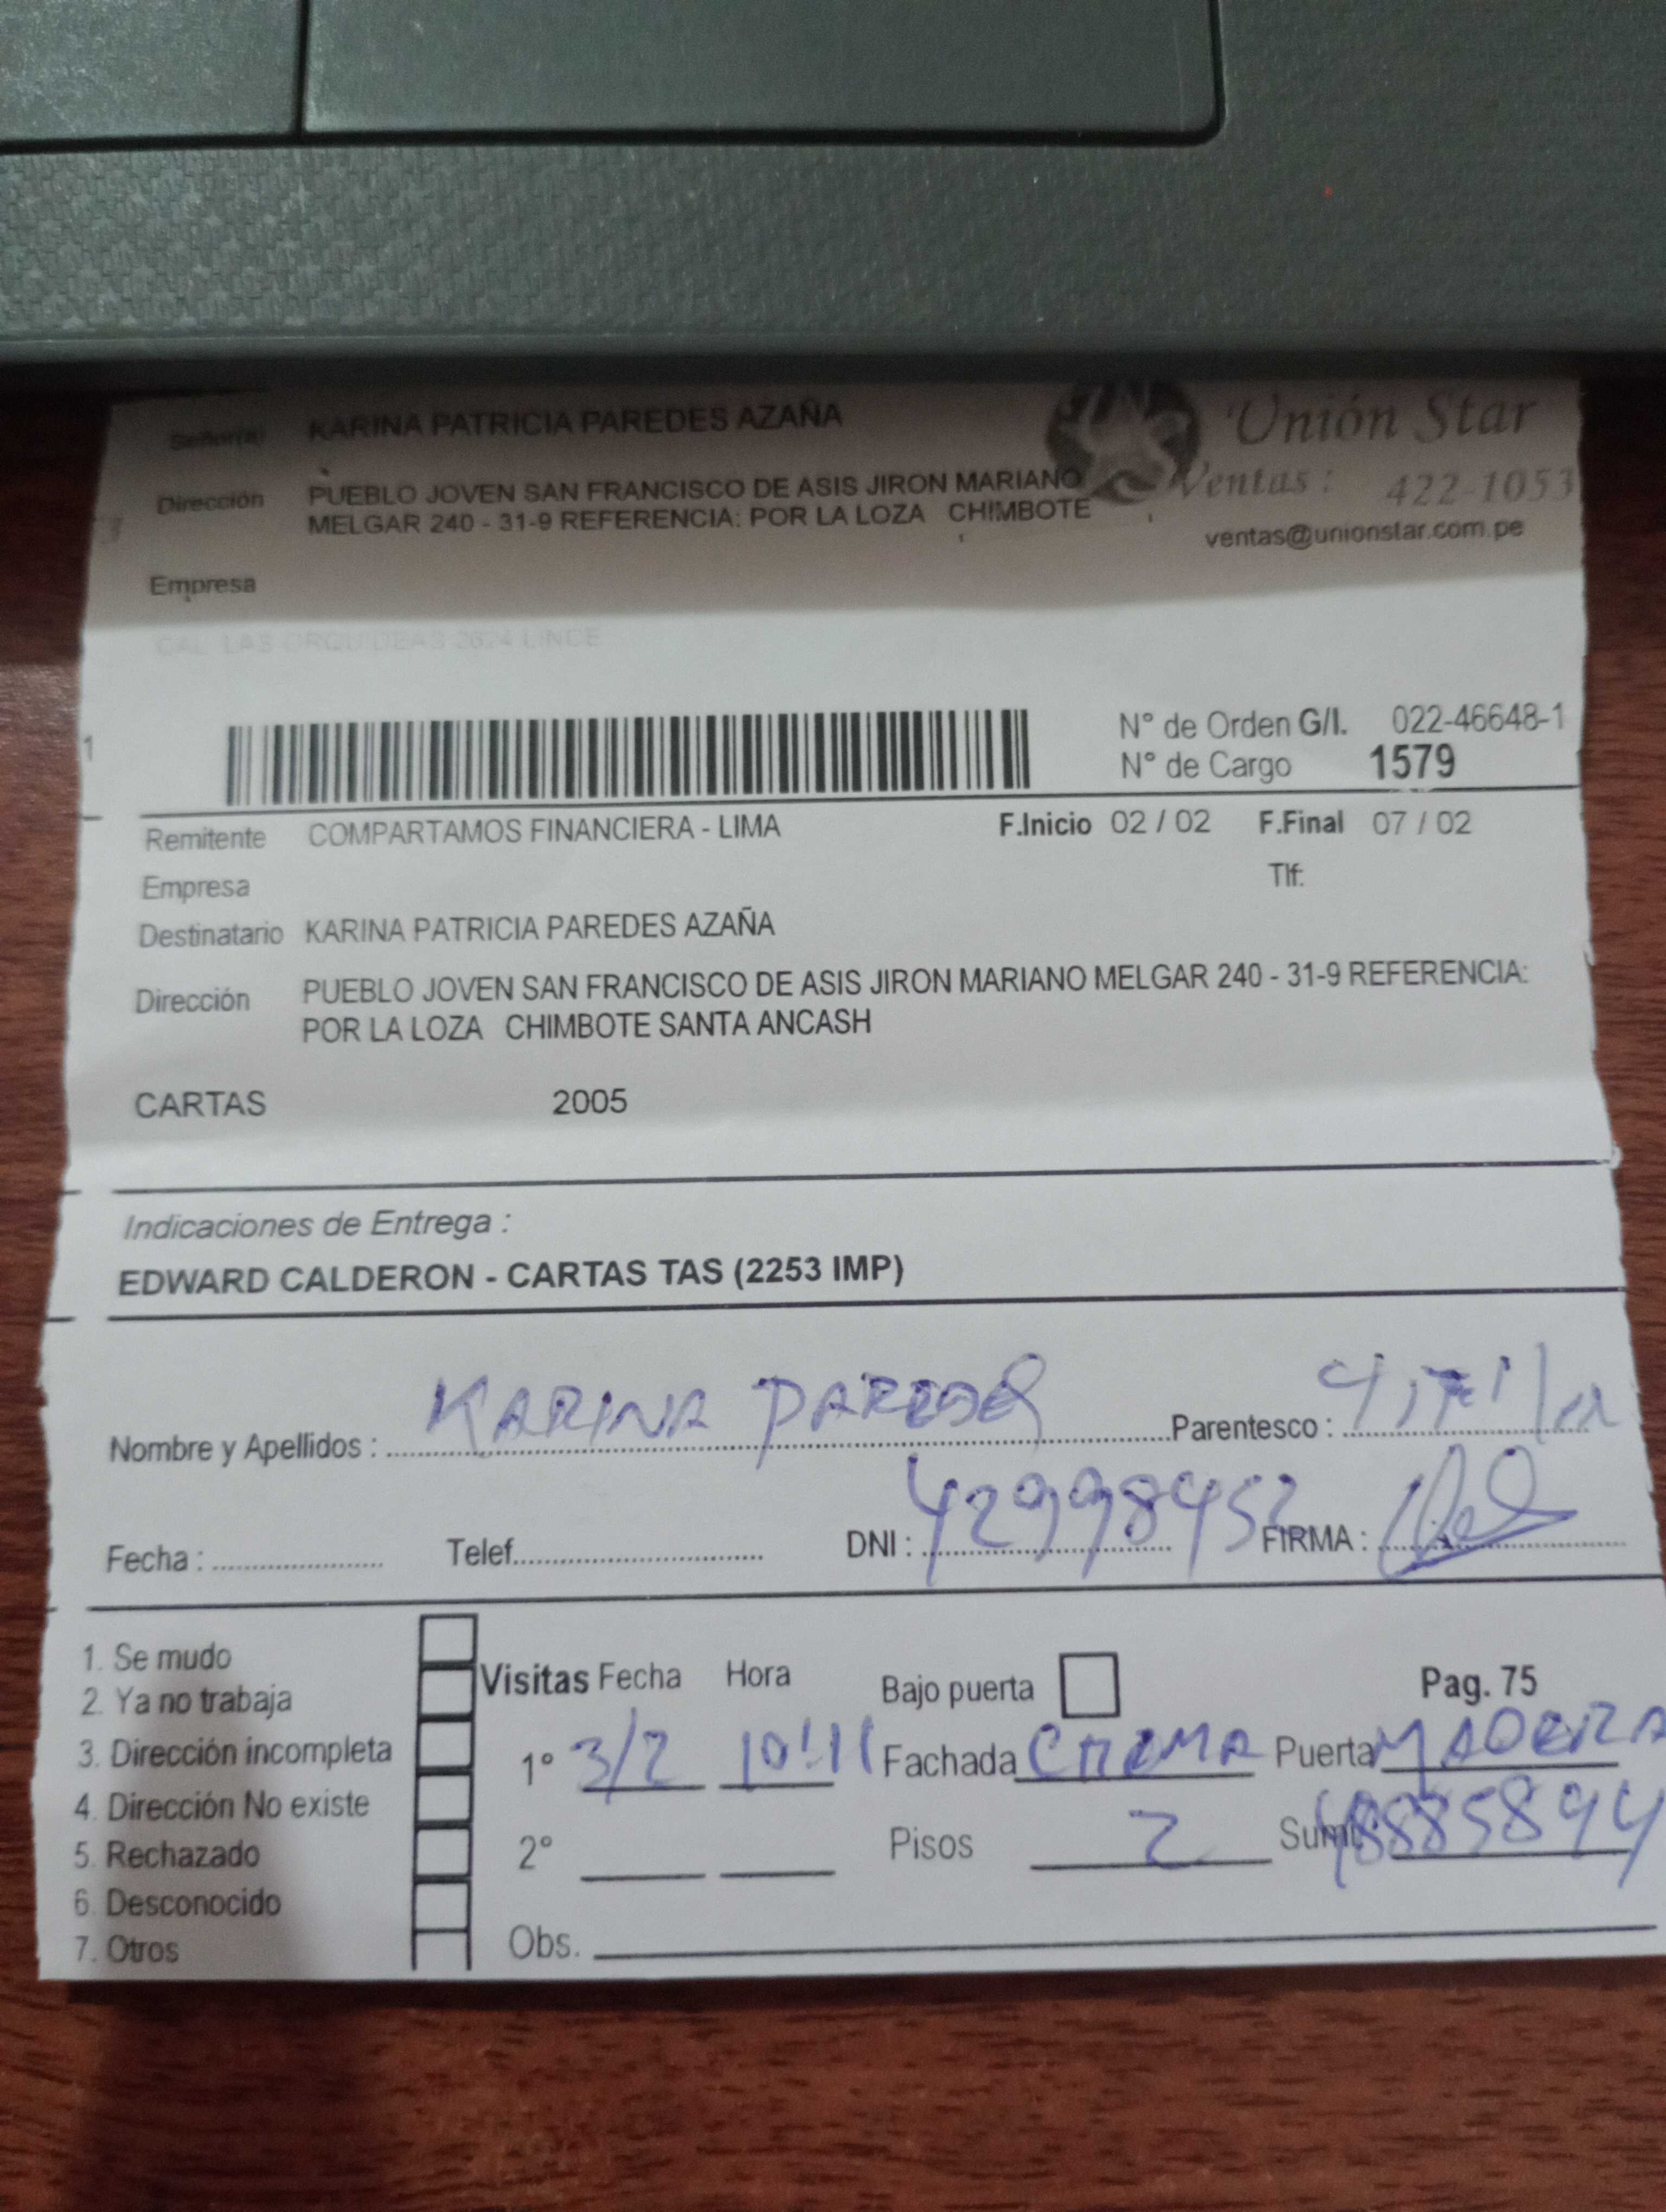 Señor(a) KARINA PATRICIA PAREDES AZAÑA
Unión Star
Dirección PUEBLO JOVEN SAN FRANCISCO DE ASIS JIRON MARIANO
MELGAR 240 - 31-9 REFERENCIA: POR LA LOZA CHIMBOTE
Ventas : 422-1053
ventas@unionstar.com.pe
Empresa
CAL LAS ORQUIDEAS 2624 LINCE
N° de Orden G/I. 022-46648-1
N° de Cargo 1579
Remitente COMPARTAMOS FINANCIERA - LIMA F.Inicio 02 / 02 F.Final 07 / 02
Empresa Tlf:
Destinatario KARINA PATRICIA PAREDES AZAÑA
Dirección PUEBLO JOVEN SAN FRANCISCO DE ASIS JIRON MARIANO MELGAR 240 - 31-9 REFERENCIA:
POR LA LOZA CHIMBOTE SANTA ANCASH
CARTAS 2005
Indicaciones de Entrega :
EDWARD CALDERON - CARTAS TAS (2253 IMP)
Nombre y Apellidos : KARINA PAREDES Parentesco :
Fecha : Telef. DNI : 42998452 FIRMA :
1. Se mudo
2. Ya no trabaja
3. Dirección incompleta
4. Dirección No existe
5. Rechazado
6. Desconocido
7. Otros
Visitas Fecha Hora Bajo puerta Pag. 75
1° 3/2 10:11 Fachada CREMA Puerta MADERA
2° Pisos 2 Sumi.
Obs.